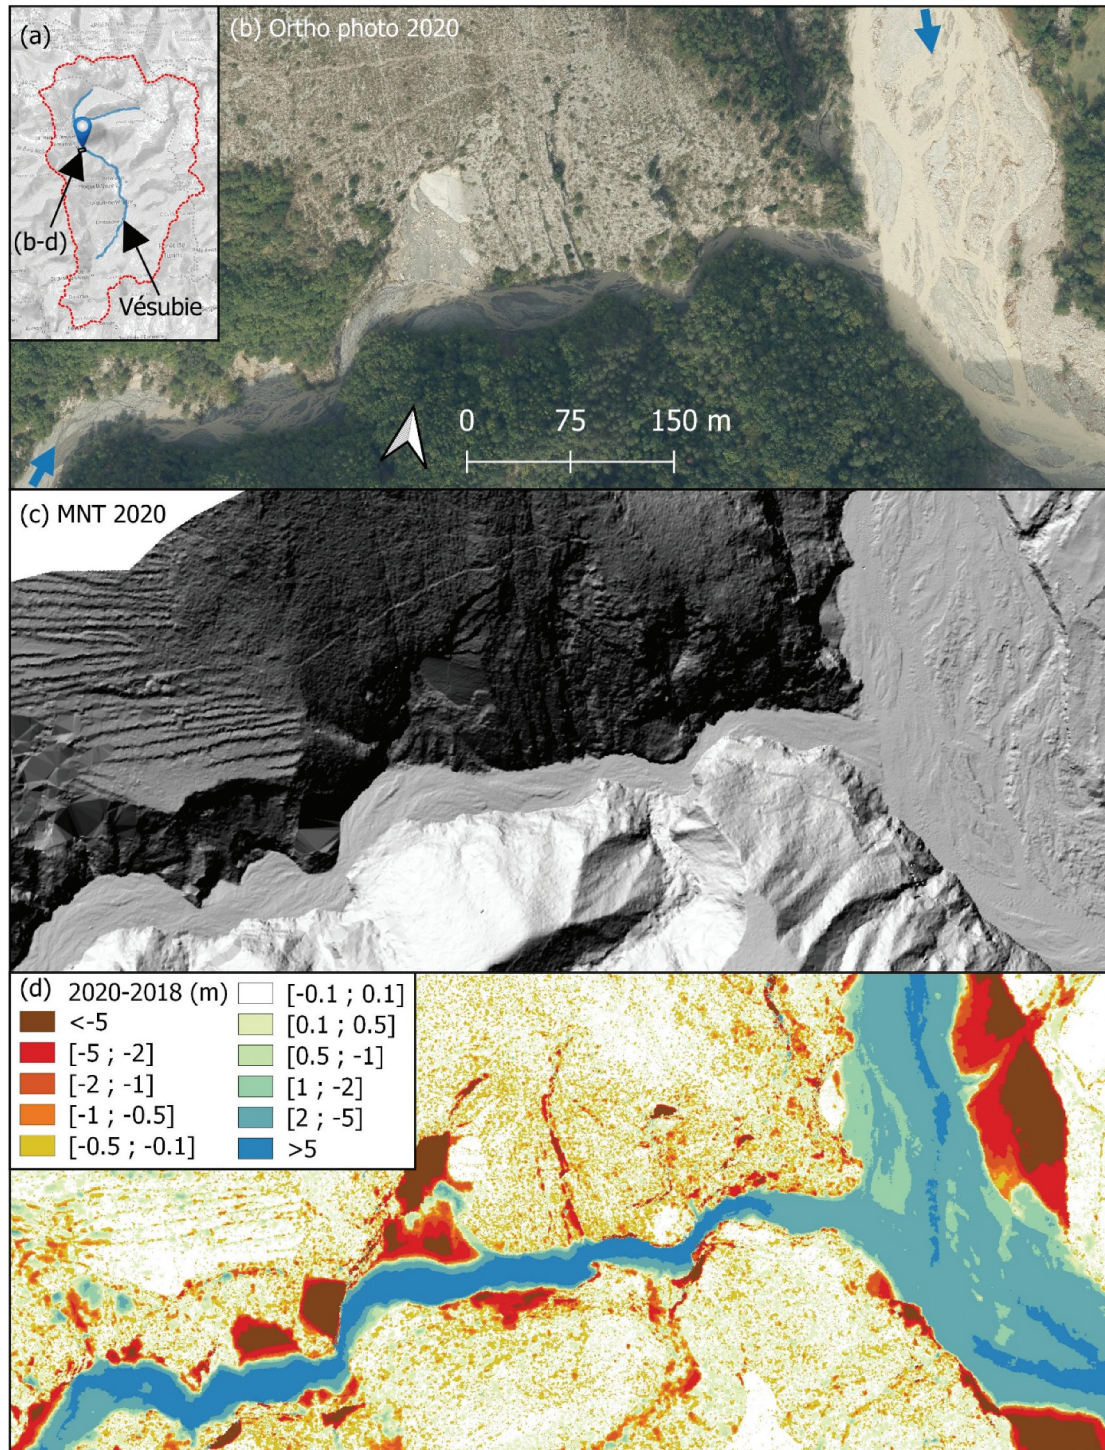 (a)
(b) Ortho photo 2020
(b-d)
Vésubie
0 75 150 m
(c) MNT 2020
(d) 2020-2018 (m)
<-5
[-5 ; -2]
[-2 ; -1]
[-1 ; -0.5]
[-0.5 ; -0.1]
[-0.1 ; 0.1]
[0.1 ; 0.5]
[0.5 ; -1]
[1 ; -2]
[2 ; -5]
>5